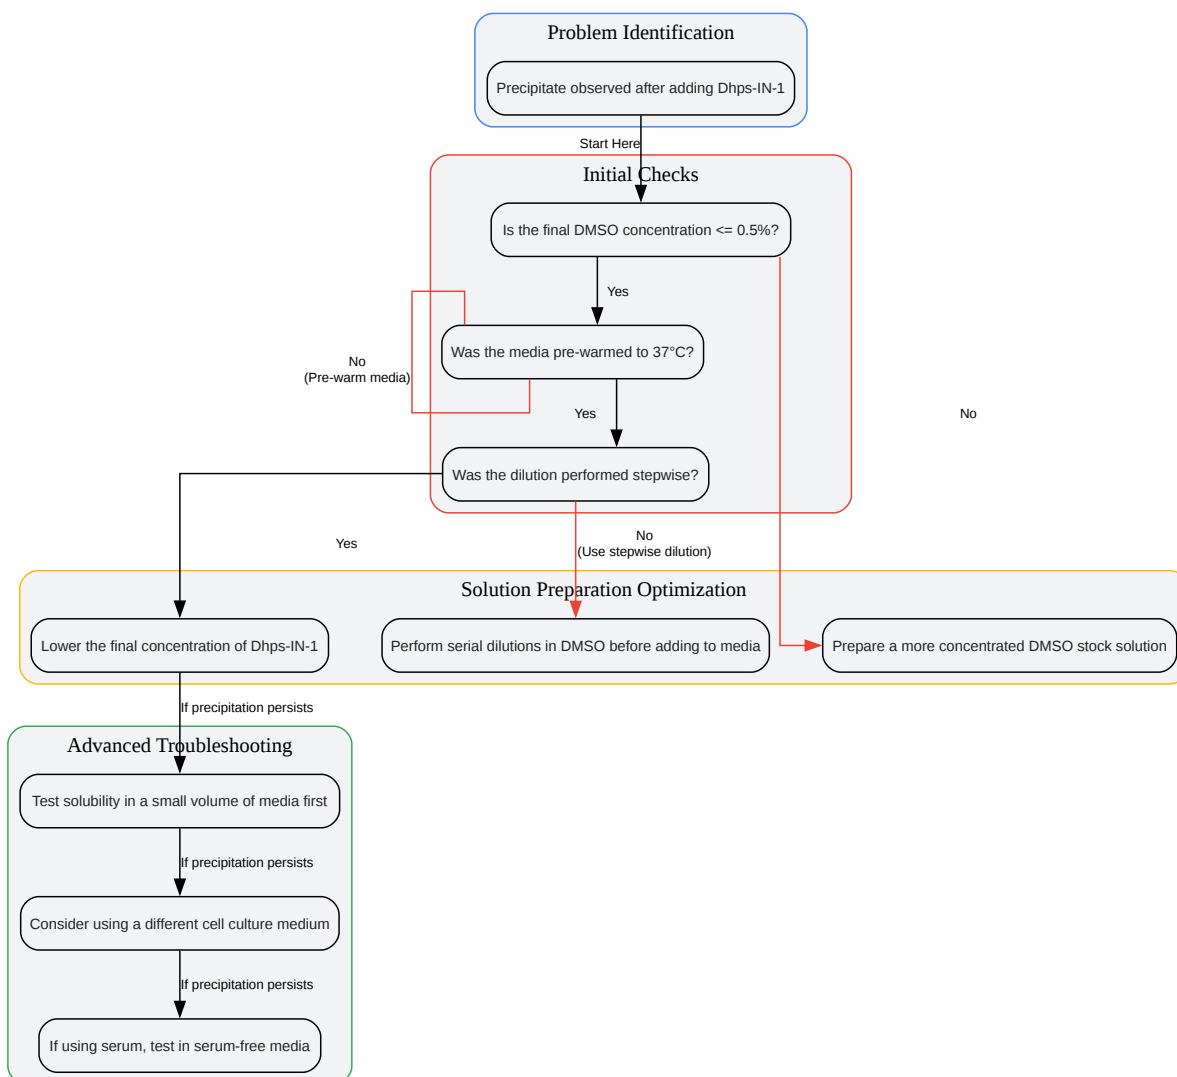 Problem Identification
Precipitate observed after adding Dhps-IN-1
Start Here
Initial Checks
Is the final DMSO concentration <= 0.5%?
Yes
Was the media pre-warmed to 37°C?
No
(Pre-warm media)
Yes
No
Was the dilution performed stepwise?
Yes
No
(Use stepwise dilution)
Solution Preparation Optimization
Lower the final concentration of Dhps-IN-1
Perform serial dilutions in DMSO before adding to media
Prepare a more concentrated DMSO stock solution
If precipitation persists
Advanced Troubleshooting
Test solubility in a small volume of media first
If precipitation persists
Consider using a different cell culture medium
If precipitation persists
If using serum, test in serum-free media